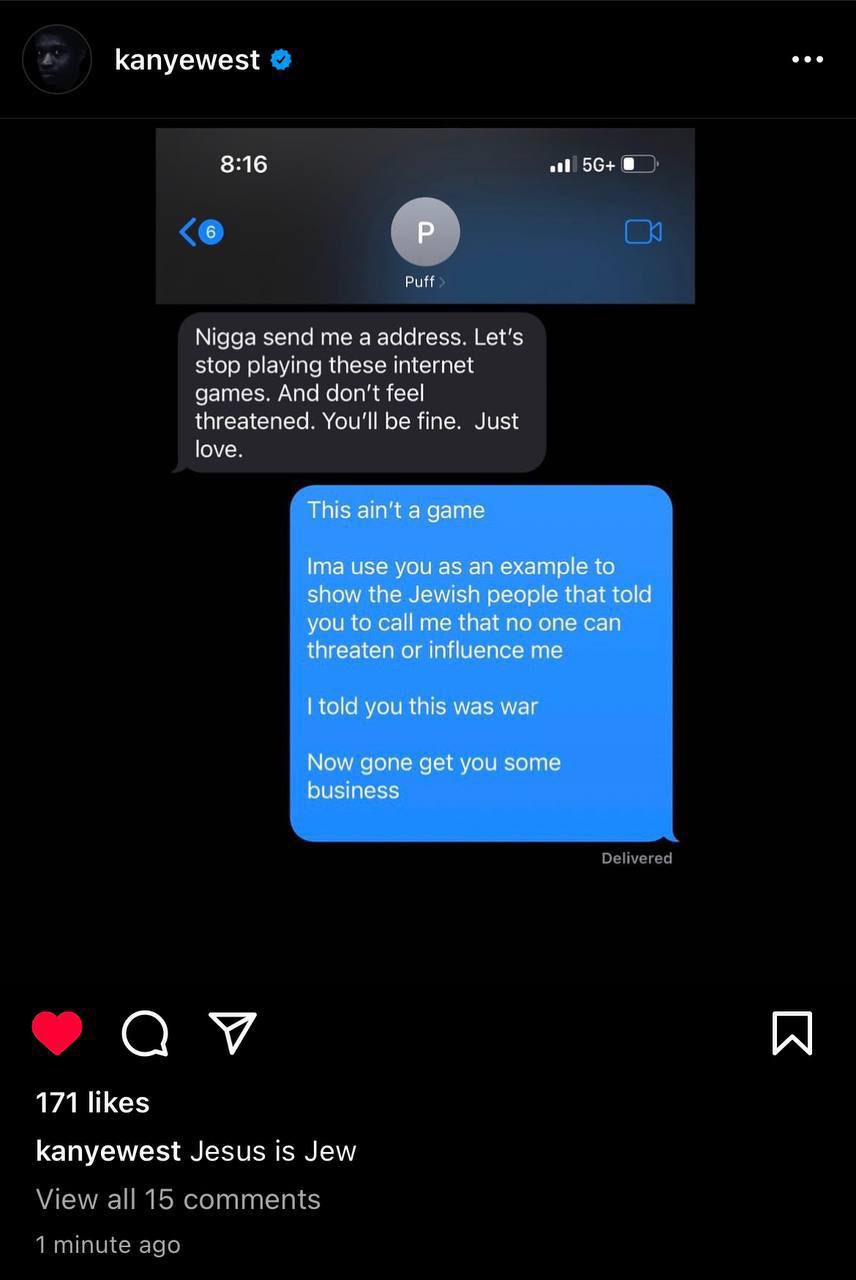 kanyewest
8:16
5G+
6
P
Puff
Nigga send me a address. Let's
stop playing these internet
games. And don't feel
threatened. You'll be fine.  Just
love.
This ain't a game
Ima use you as an example to
show the Jewish people that told
you to call me that no one can
threaten or influence me
I told you this was war
Now gone get you some
business
Delivered
171 likes
kanyewest Jesus is Jew
View all 15 comments
1 minute ago